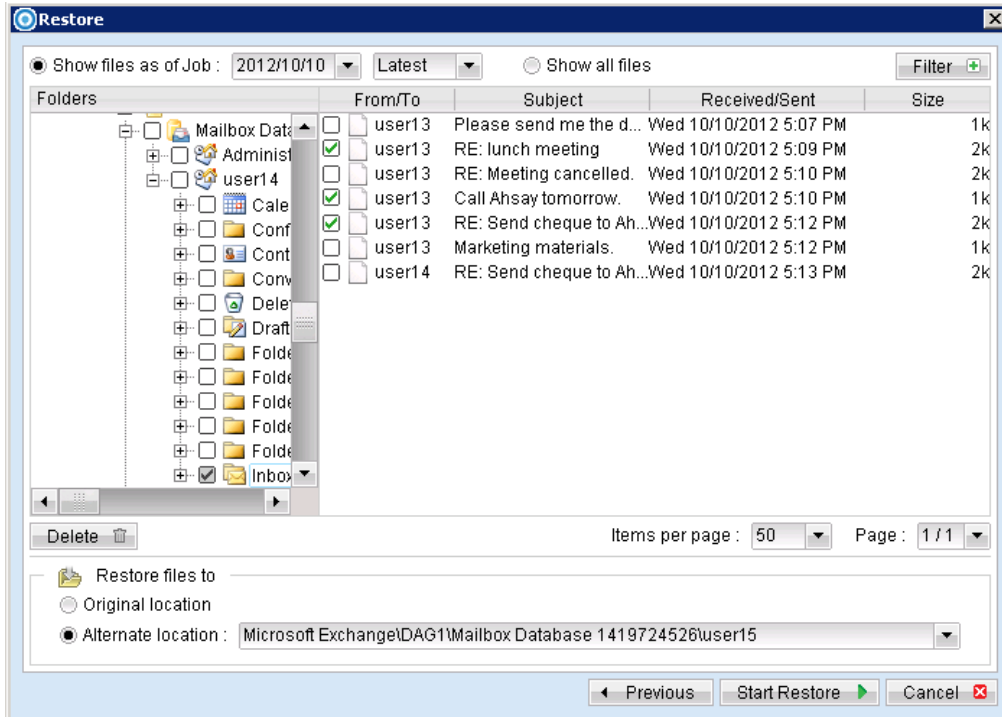 Restore
Show files as of Job : 2012/10/10 Latest Show all files Filter
Folders From/To Subject Received/Sent Size
Mailbox Data
Administ
user14
Cale
Conf
Cont
Conv
Delet
Draft
Folde
Folde
Folde
Folde
Folde
Inbox
user13 Please send me the d... Wed 10/10/2012 5:07 PM 1k
user13 RE: lunch meeting Wed 10/10/2012 5:09 PM 2k
user13 RE: Meeting cancelled. Wed 10/10/2012 5:10 PM 2k
user13 Call Ahsay tomorrow. Wed 10/10/2012 5:10 PM 1k
user13 RE: Send cheque to Ah... Wed 10/10/2012 5:12 PM 2k
user13 Marketing materials. Wed 10/10/2012 5:12 PM 1k
user14 RE: Send cheque to Ah... Wed 10/10/2012 5:13 PM 2k
Delete Items per page : 50 Page : 1 / 1
Restore files to
Original location
Alternate location : Microsoft Exchange\DAG1\Mailbox Database 1419724526\user15
Previous Start Restore Cancel